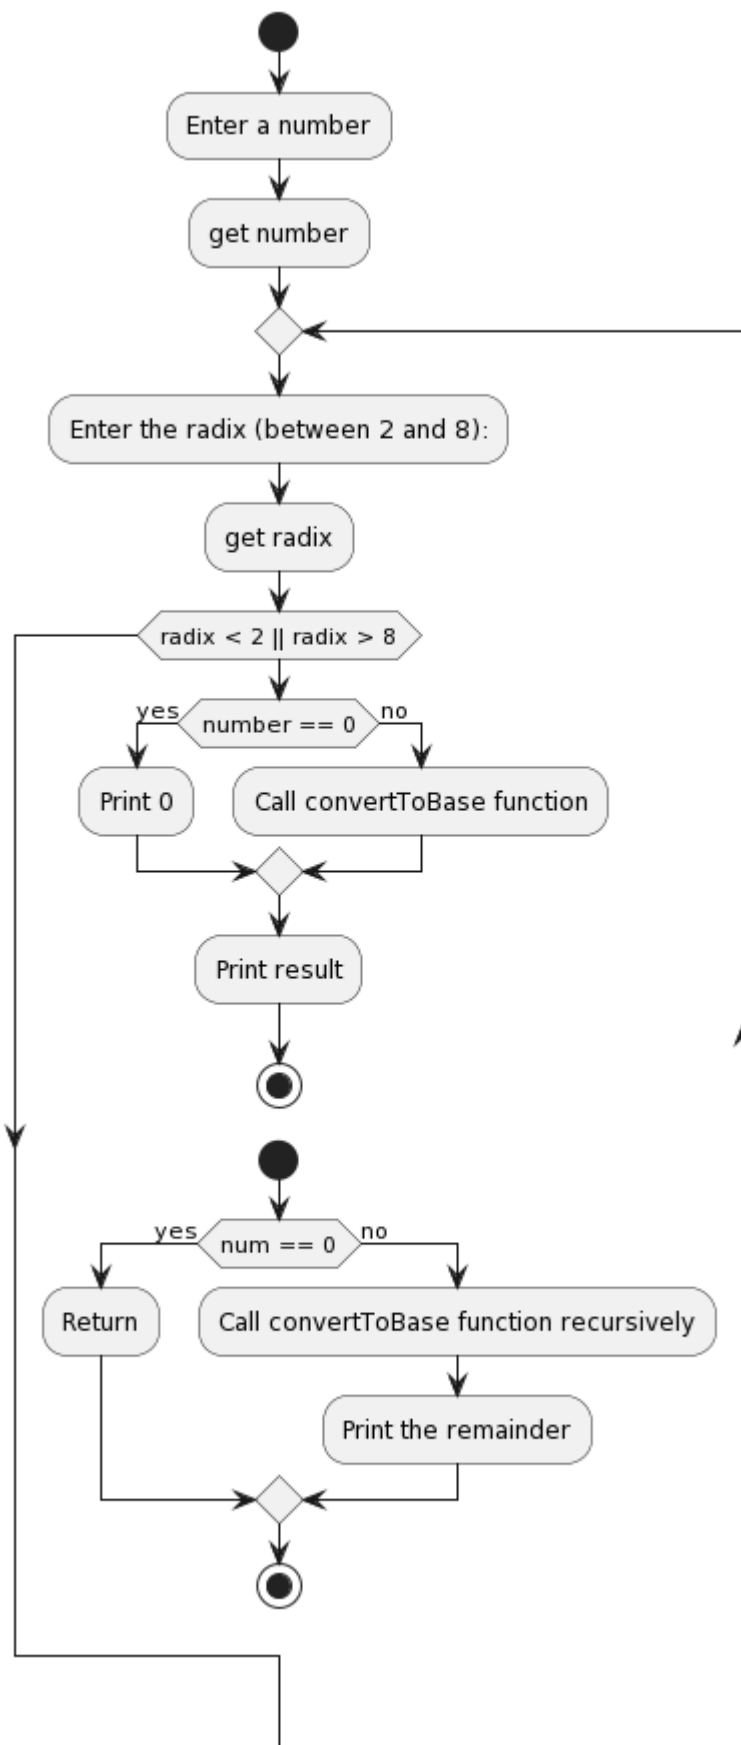 Enter a number
get number
Enter the radix (between 2 and 8):
get radix
radix < 2 || radix > 8
yes
number == 0
no
Print 0
Call convertToBase function
Print result
yes
num == 0
no
Return
Call convertToBase function recursively
Print the remainder